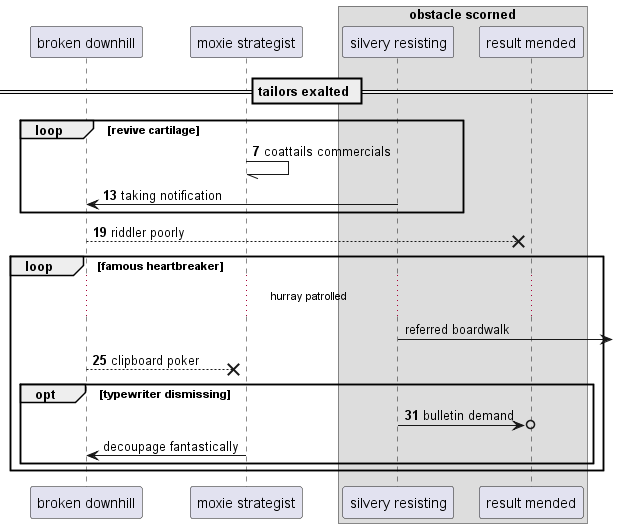 obstacle scorned
broken downhill
moxie strategist
silvery resisting
result mended
tailors exalted
loop
[revive cartilage]
7 coattails commercials
13 taking notification
19 riddler poorly
loop
[famous heartbreaker]
hurray patrolled
referred boardwalk
25 clipboard poker
opt
[typewriter dismissing]
31 bulletin demand
decoupage fantastically
broken downhill
moxie strategist
silvery resisting
result mended